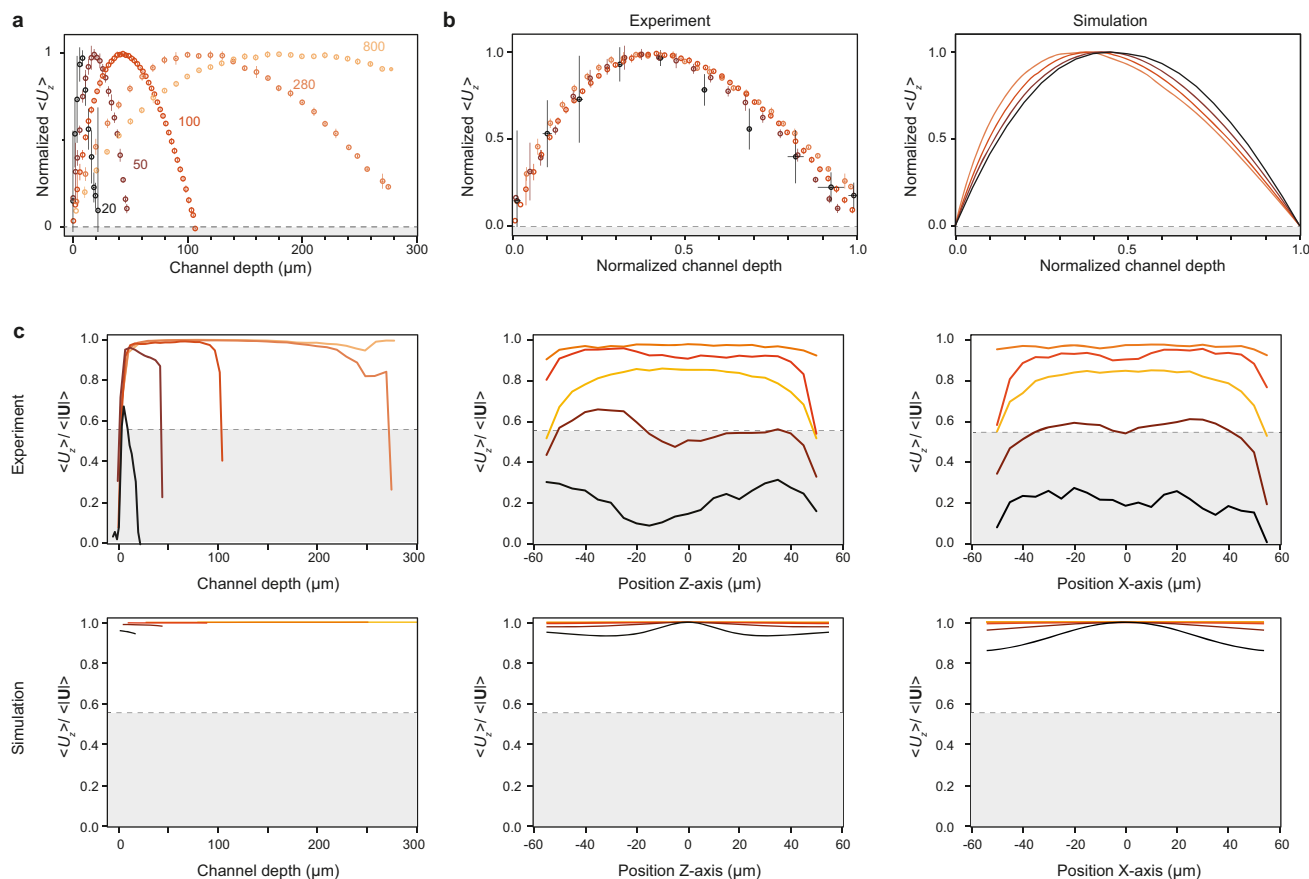 a
Normalized <Uz>
1
0
800
280
100
50
20
0 100 200 300
Channel depth (µm)
b
Experiment
Normalized <Uz>
1.0
0.5
0.0
0.0 0.5 1.0
Normalized channel depth
Simulation
Normalized <Uz>
1.0
0.5
0.0
0.0 0.5 1.0
Normalized channel depth
c
Experiment
<Uz>/ <|U|>
1.0
0.8
0.6
0.4
0.2
0.0
0 100 200 300
Channel depth (µm)
<Uz>/ <|U|>
1.0
0.8
0.6
0.4
0.2
0.0
-60 -40 -20 0 20 40 60
Position Z-axis (µm)
<Uz>/ <|U|>
1.0
0.8
0.6
0.4
0.2
0.0
-60 -40 -20 0 20 40 60
Position X-axis (µm)
Simulation
<Uz>/ <|U|>
1.0
0.8
0.6
0.4
0.2
0.0
0 100 200 300
Channel depth (µm)
<Uz>/ <|U|>
1.0
0.8
0.6
0.4
0.2
0.0
-60 -40 -20 0 20 40 60
Position Z-axis (µm)
<Uz>/ <|U|>
1.0
0.8
0.6
0.4
0.2
0.0
-60 -40 -20 0 20 40 60
Position X-axis (µm)